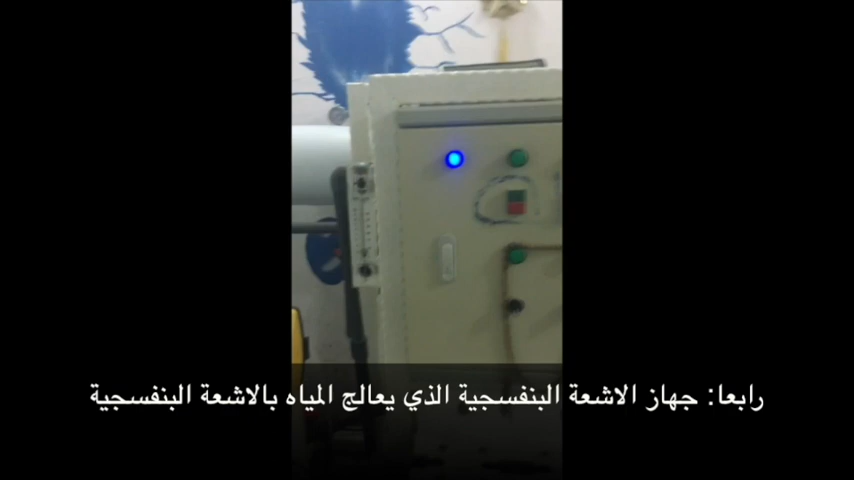 رابعا: جهاز الاشعة البنفسجية الذي يعالج المياه بالاشعة البنفسجية